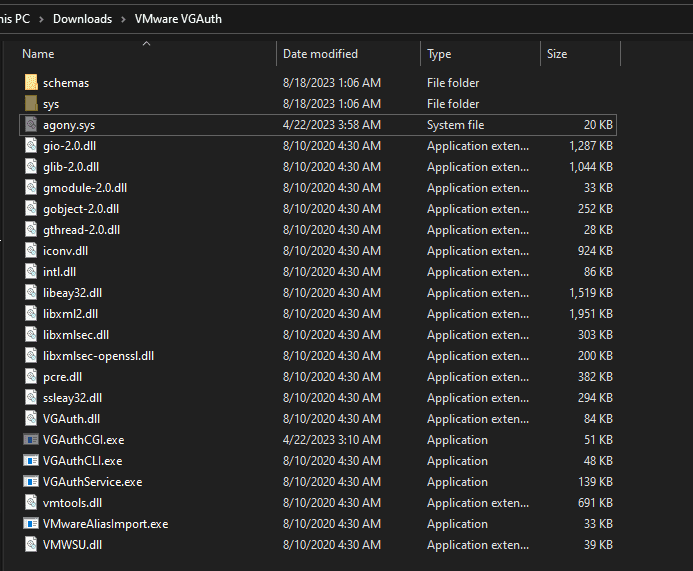 his PC > Downloads > VMware VGAuth
Name Date modified Type Size
schemas 8/18/2023 1:06 AM File folder
sys 8/18/2023 1:06 AM File folder
agony.sys 4/22/2023 3:58 AM System file 20 KB
gio-2.0.dll 8/10/2020 4:30 AM Application exten... 1,287 KB
glib-2.0.dll 8/10/2020 4:30 AM Application exten... 1,044 KB
gmodule-2.0.dll 8/10/2020 4:30 AM Application exten... 33 KB
gobject-2.0.dll 8/10/2020 4:30 AM Application exten... 252 KB
gthread-2.0.dll 8/10/2020 4:30 AM Application exten... 28 KB
iconv.dll 8/10/2020 4:30 AM Application exten... 924 KB
intl.dll 8/10/2020 4:30 AM Application exten... 86 KB
libeay32.dll 8/10/2020 4:30 AM Application exten... 1,519 KB
libxml2.dll 8/10/2020 4:30 AM Application exten... 1,951 KB
libxmlsec.dll 8/10/2020 4:30 AM Application exten... 303 KB
libxmlsec-openssl.dll 8/10/2020 4:30 AM Application exten... 200 KB
pcre.dll 8/10/2020 4:30 AM Application exten... 382 KB
ssleay32.dll 8/10/2020 4:30 AM Application exten... 294 KB
VGAuth.dll 8/10/2020 4:30 AM Application exten... 84 KB
VGAuthCGI.exe 4/22/2023 3:10 AM Application 51 KB
VGAuthCLI.exe 8/10/2020 4:30 AM Application 48 KB
VGAuthService.exe 8/10/2020 4:30 AM Application 139 KB
vmtools.dll 8/10/2020 4:30 AM Application exten... 691 KB
VMwareAliasImport.exe 8/10/2020 4:30 AM Application 33 KB
VMWSU.dll 8/10/2020 4:30 AM Application exten... 39 KB